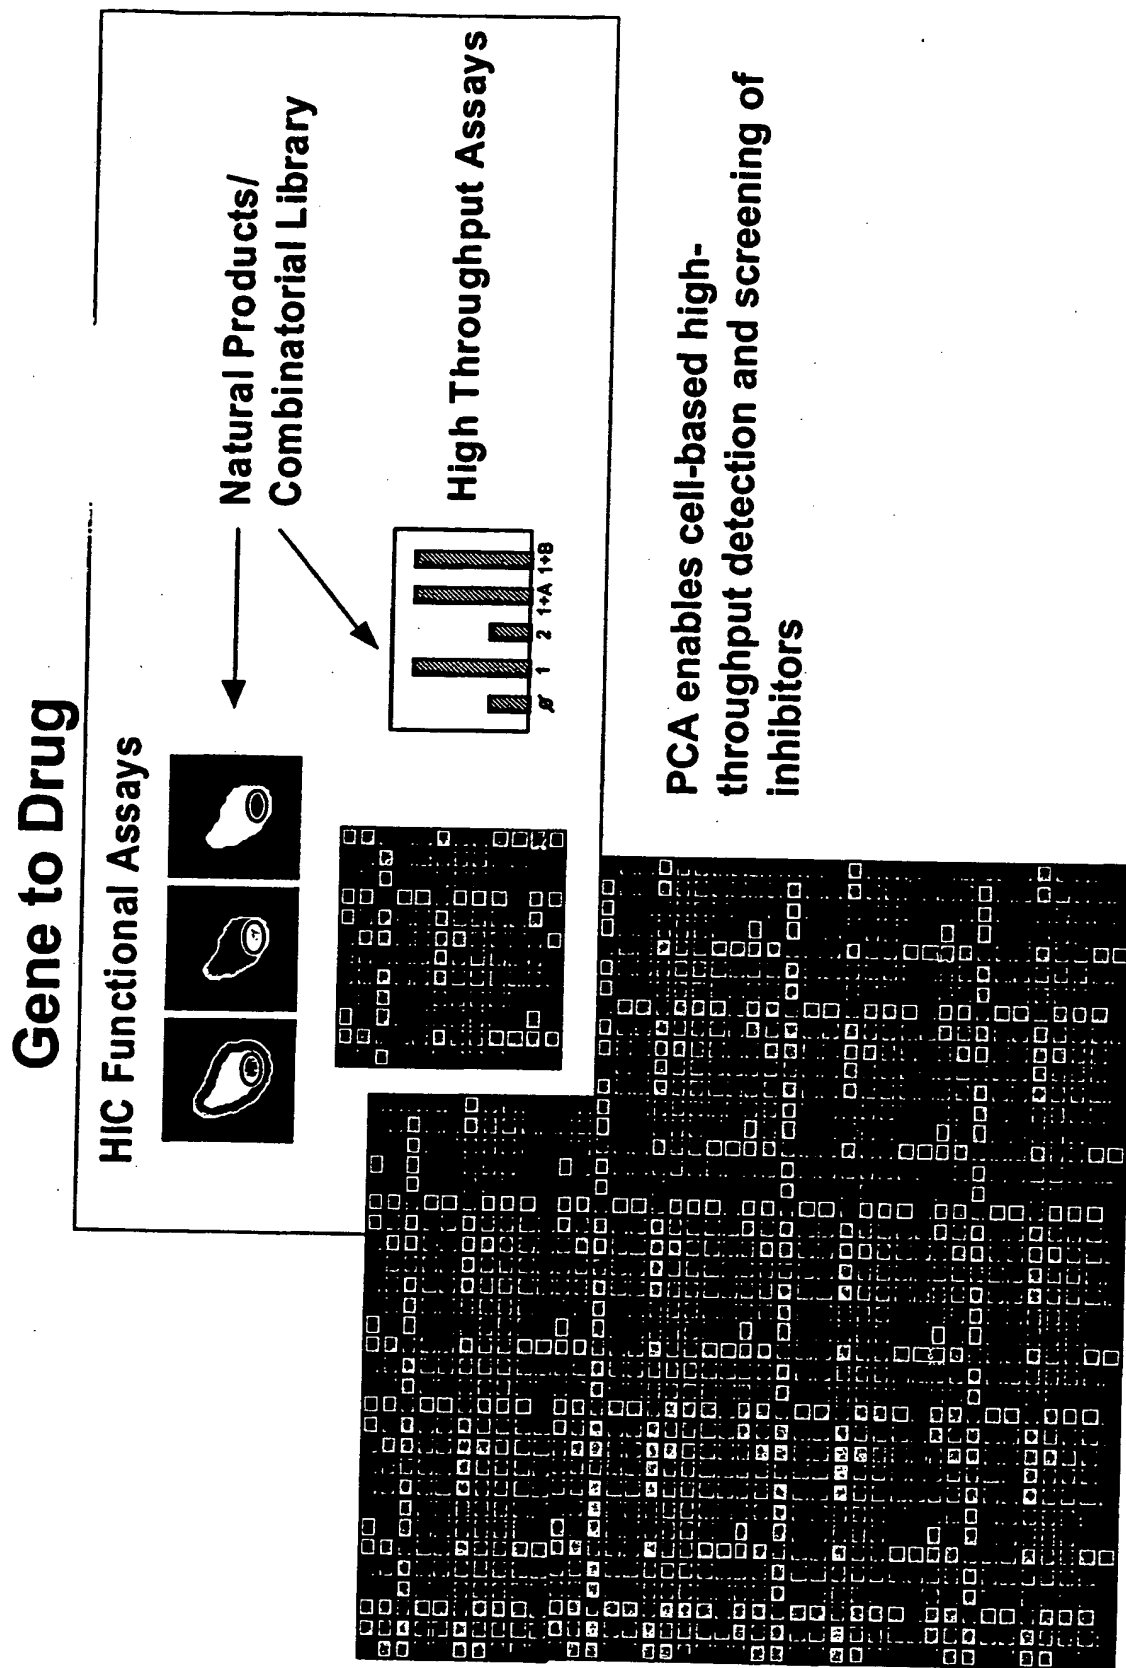 Gene to Drug
HIC Functional Assays
Natural Products/
Combinatorial Library
High Throughput Assays
ø 1 2 1+A 1+B
PCA enables cell-based high-
throughput detection and screening of
inhibitors